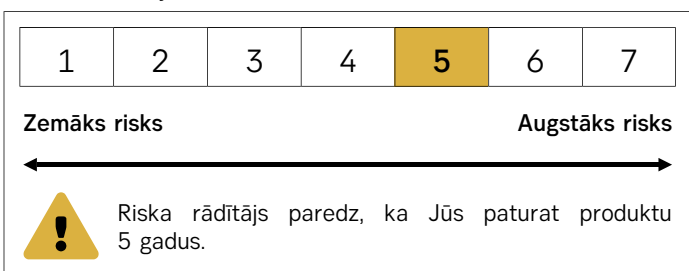 1 2 3 4 5 6 7
Zemāks risks Augstāks risks
Riska rādītājs paredz, ka Jūs paturat produktu
5 gadus.